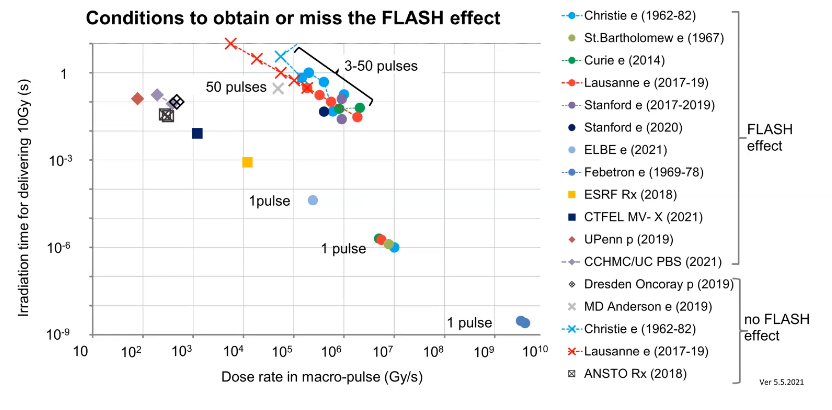 Conditions to obtain or miss the FLASH effect
Irradiation time for delivering 10Gy (s)
1
10-3
10-6
10-9
50 pulses
3-50 pulses
1pulse
1 pulse
1 pulse
10 10² 10³ 10⁴ 10⁵ 10⁶ 10⁷ 10⁸ 10⁹ 10¹⁰
Dose rate in macro-pulse (Gy/s)
Christie e (1962-82)
St.Bartholomew e (1967)
Curie e (2014)
Lausanne e (2017-19)
Stanford e (2017-2019)
Stanford e (2020)
ELBE e (2021)
Febetron e (1969-78)
ESRF Rx (2018)
CTFEL MV- X (2021)
UPenn p (2019)
CCHMC/UC PBS (2021)
Dresden Oncoray p (2019)
MD Anderson e (2019)
Christie e (1962-82)
Lausanne e (2017-19)
ANSTO Rx (2018)
FLASH
effect
no FLASH
effect
Ver 5.5.2021